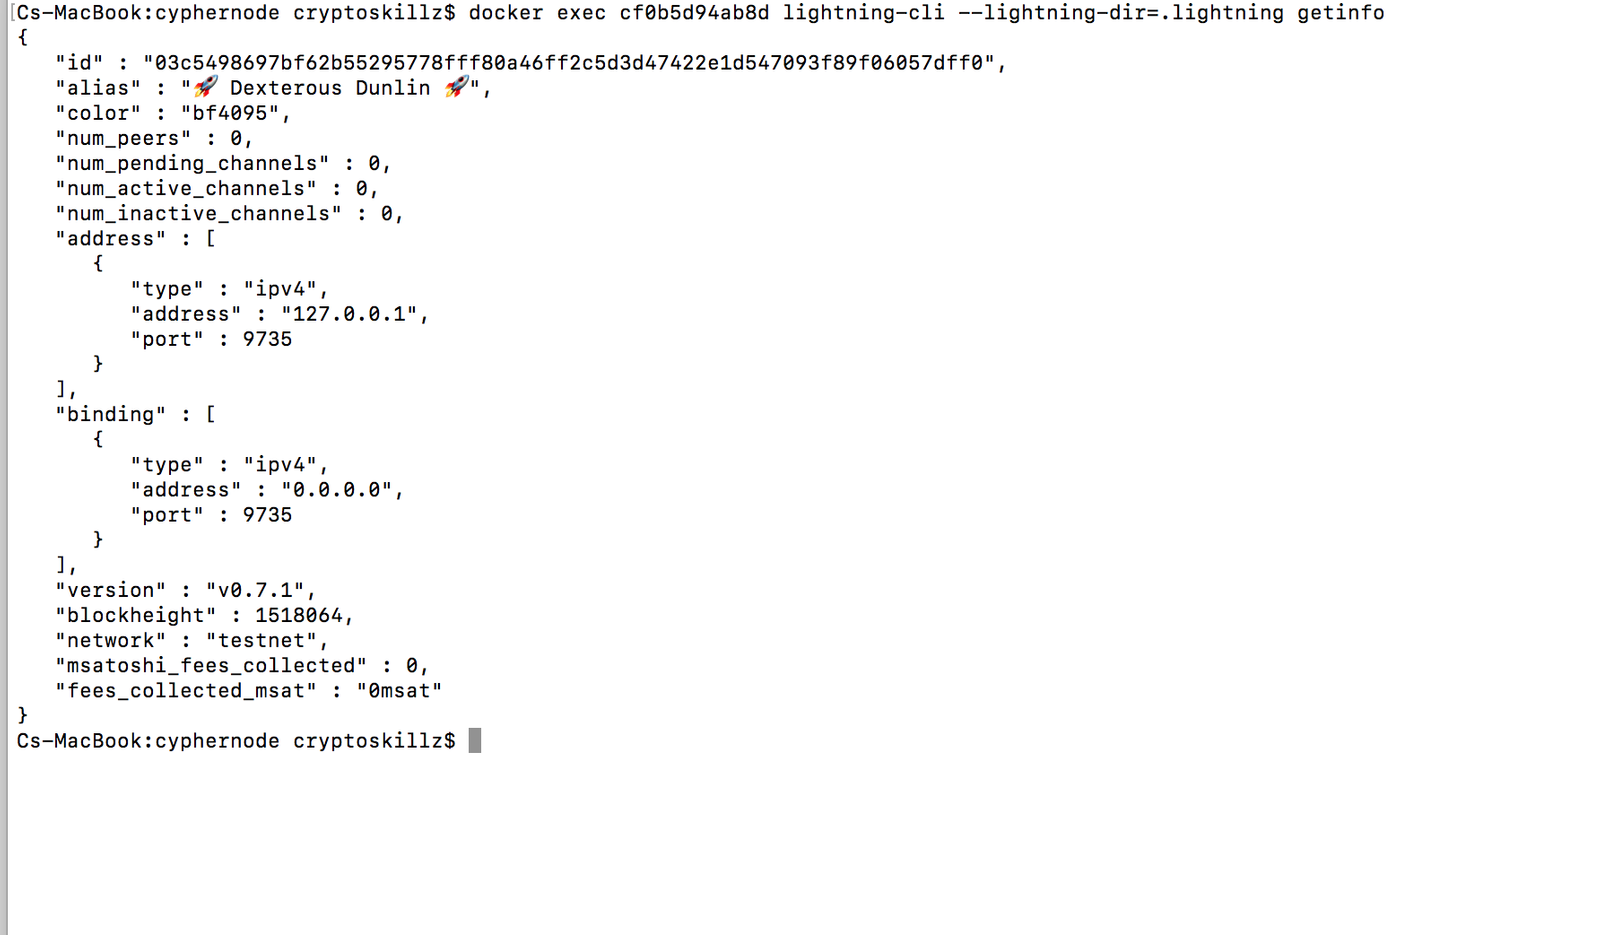 [Cs-MacBook:cyphernode cryptoskillz$ docker exec cf0b5d94ab8d lightning-cli --lightning-dir=.lightning getinfo
{
   "id" : "03c5498697bf62b55295778fff80a46ff2c5d3d47422e1d547093f89f06057dff0",
   "alias" : "🚀 Dexterous Dunlin 🚀",
   "color" : "bf4095",
   "num_peers" : 0,
   "num_pending_channels" : 0,
   "num_active_channels" : 0,
   "num_inactive_channels" : 0,
   "address" : [
      {
         "type" : "ipv4",
         "address" : "127.0.0.1",
         "port" : 9735
      }
   ],
   "binding" : [
      {
         "type" : "ipv4",
         "address" : "0.0.0.0",
         "port" : 9735
      }
   ],
   "version" : "v0.7.1",
   "blockheight" : 1518064,
   "network" : "testnet",
   "msatoshi_fees_collected" : 0,
   "fees_collected_msat" : "0msat"
}
Cs-MacBook:cyphernode cryptoskillz$